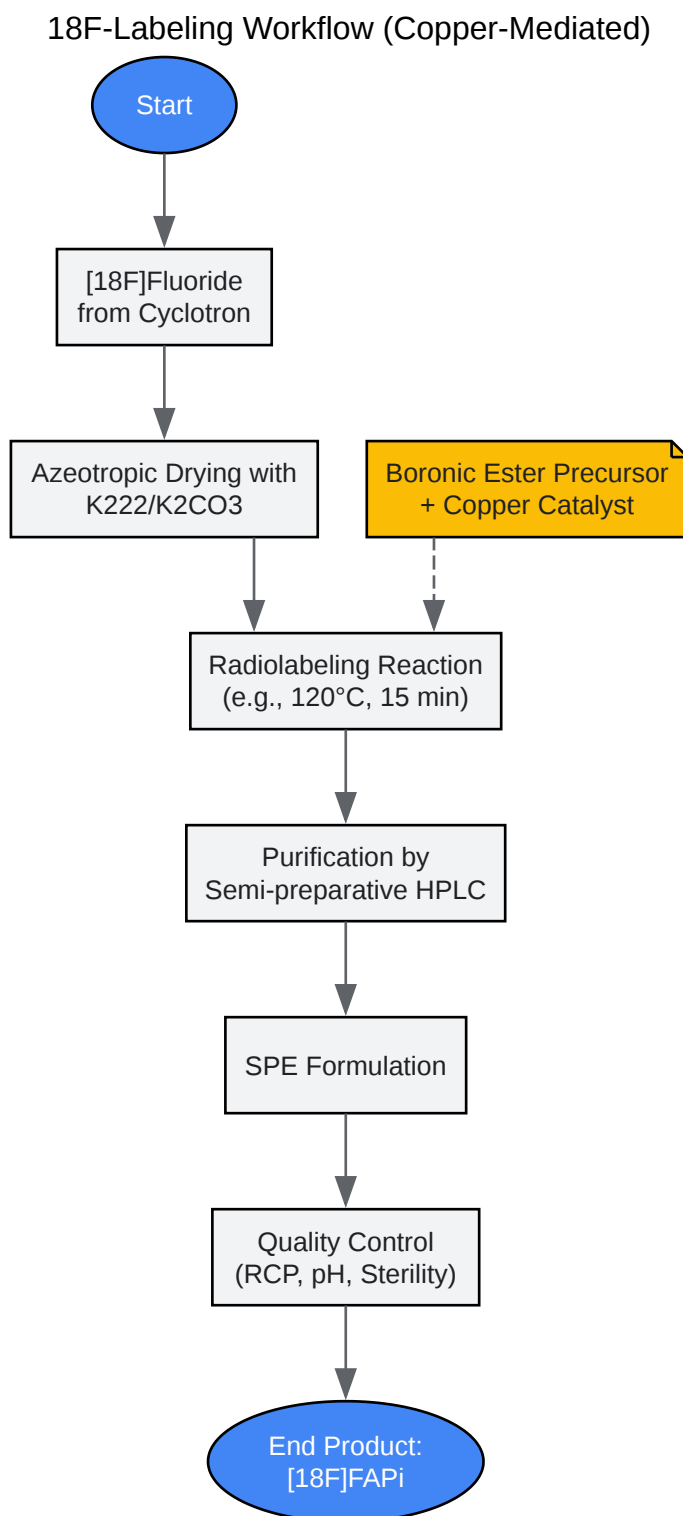 18F-Labeling Workflow (Copper-Mediated)
Start
[18F]Fluoride
from Cyclotron
Azeotropic Drying with
K222/K2CO3
Boronic Ester Precursor
+ Copper Catalyst
Radiolabeling Reaction
(e.g., 120°C, 15 min)
Purification by
Semi-preparative HPLC
SPE Formulation
Quality Control
(RCP, pH, Sterility)
End Product:
[18F]FAPi